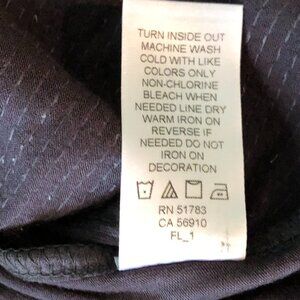 TURN INSIDE OUT
MACHINE WASH
COLD WITH LIKE
COLORS ONLY
NON-CHLORINE
BLEACH WHEN
NEEDED LINE DRY
WARM IRON ON
REVERSE IF
NEEDED DO NOT
IRON ON
DECORATION
RN 51783
CA 56910
FL_1